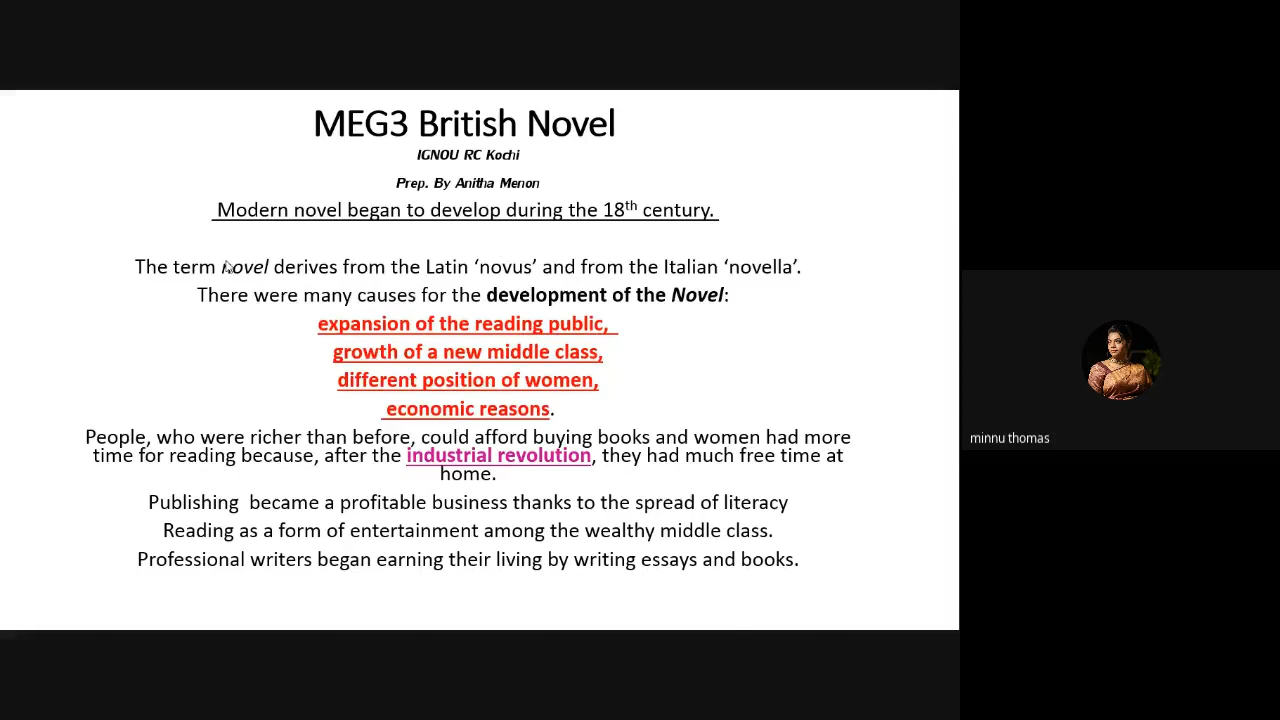 MEG3 British Novel
IGNOU RC Kochi
Prep. By Anitha Menon
Modern novel began to develop during the 18th century.
The term novel derives from the Latin ‘novus’ and from the Italian ‘novella’.
There were many causes for the development of the Novel:
expansion of the reading public,
growth of a new middle class,
different position of women,
economic reasons.
People, who were richer than before, could afford buying books and women had more
time for reading because, after the industrial revolution, they had much free time at
home.
Publishing became a profitable business thanks to the spread of literacy
Reading as a form of entertainment among the wealthy middle class.
Professional writers began earning their living by writing essays and books.
minnu thomas